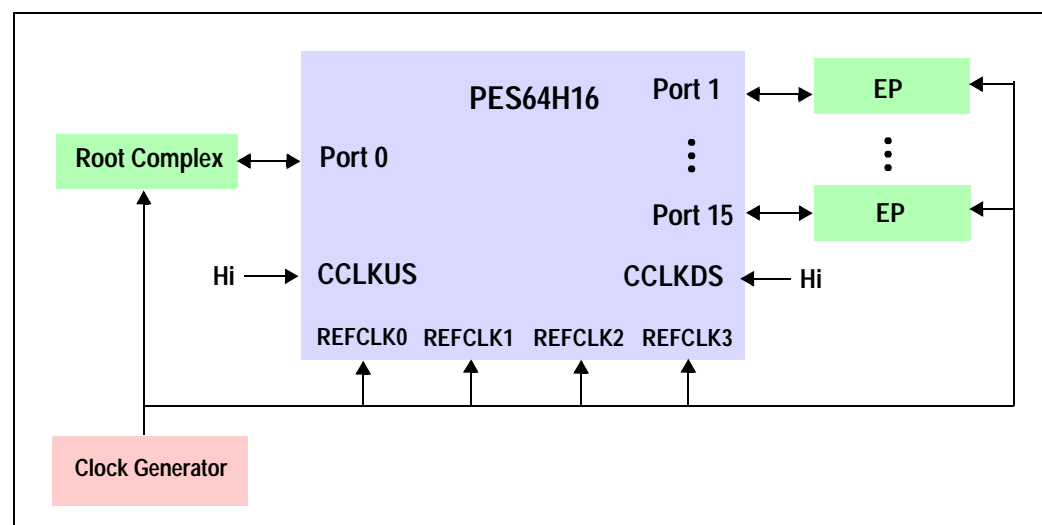 PES64H16
Port 1
EP
Root Complex
Port 0
Port 15
EP
Hi
CCLKUS
CCLKDS
Hi
REFCLK0
REFCLK1
REFCLK2
REFCLK3
Clock Generator